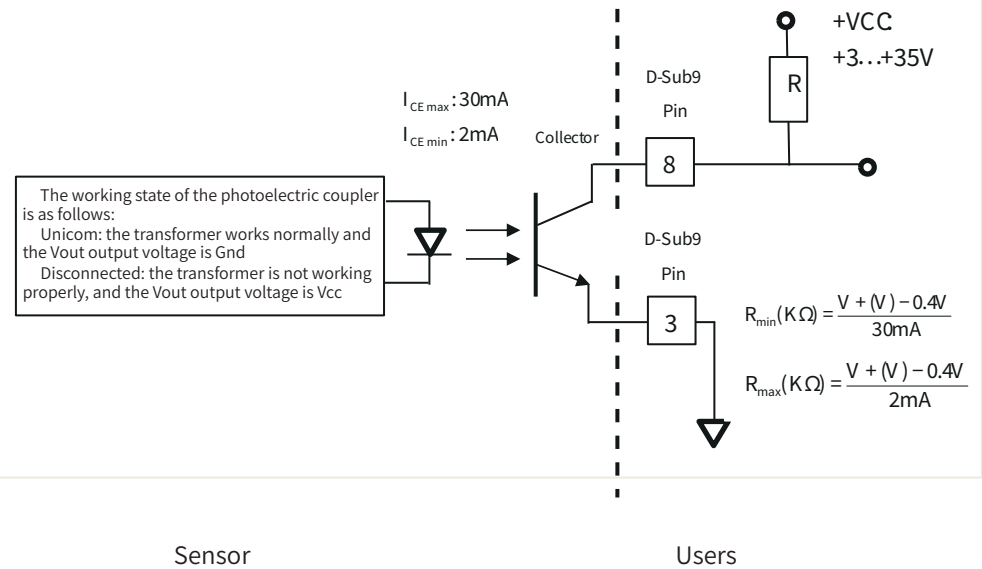 +VCC
+3…+35V
R
D-Sub9
Pin
I CE max : 30mA
I CE min : 2mA
Collector
8
The working state of the photoelectric coupler
is as follows:
Unicom: the transformer works normally and
the Vout output voltage is Gnd
Disconnected: the transformer is not working
properly, and the Vout output voltage is Vcc
D-Sub9
Pin
3
Rmin(KΩ) = V+(V)−0.4V / 30mA
Rmax(KΩ) = V+(V)−0.4V / 2mA
Sensor
Users